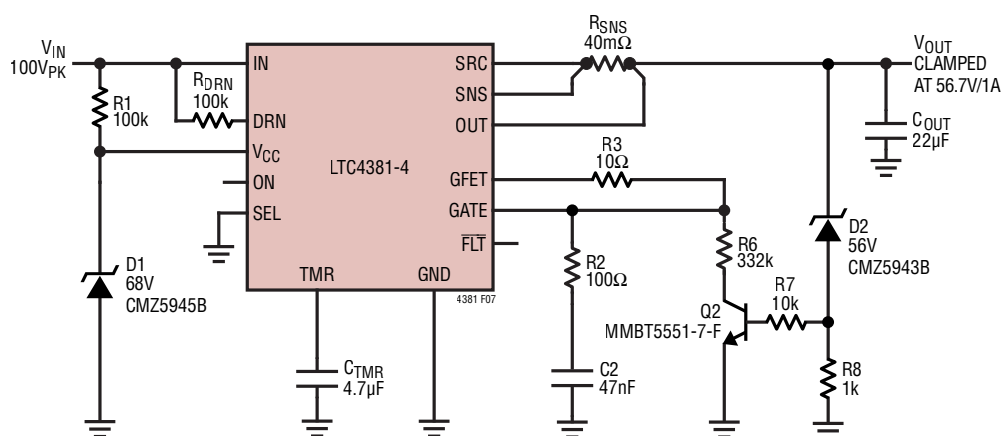 VIN
100VPK
R1
100k
RDRN
100k
IN
DRN
VCC
ON
SEL
TMR
GND
LTC4381-4
SRC
SNS
OUT
GFET
GATE
FLT
4381 F07
RSNS
40mΩ
VOUT
CLAMPED
AT 56.7V/1A
COUT
22µF
R3
10Ω
D1
68V
CMZ5945B
CTMR
4.7µF
R2
100Ω
C2
47nF
R6
332k
Q2
MMBT5551-7-F
R7
10k
D2
56V
CMZ5943B
R8
1k